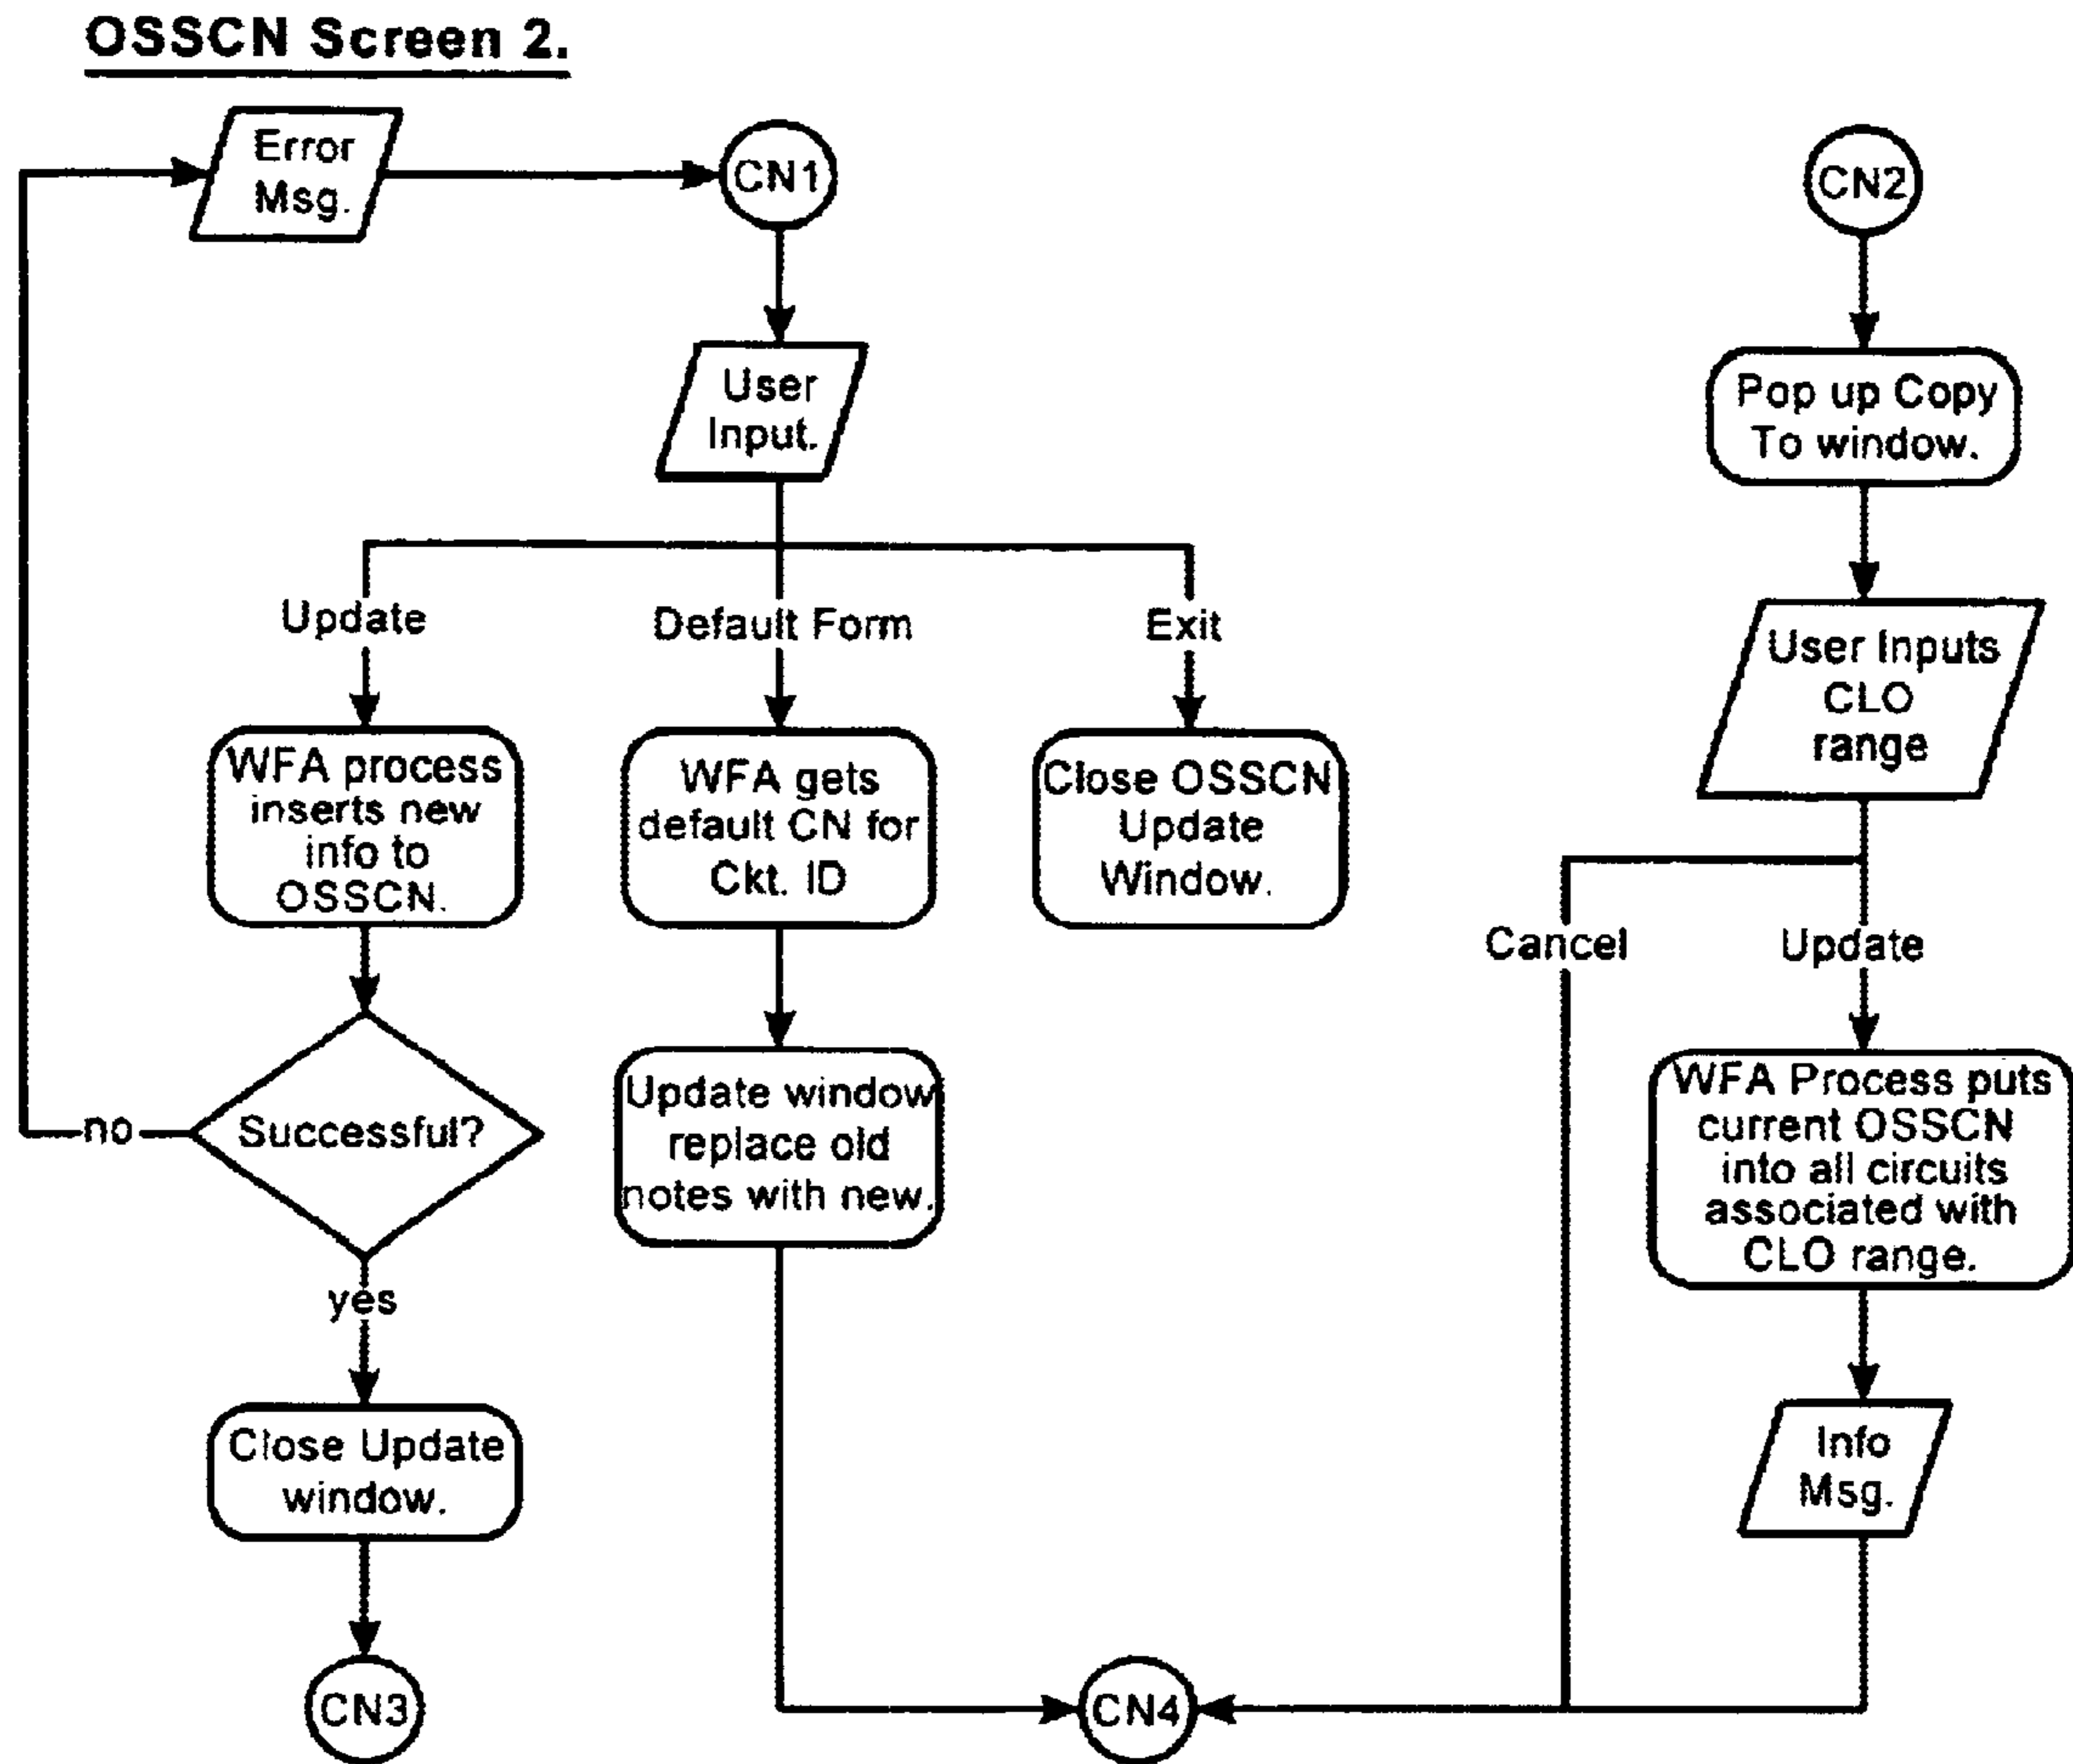 OSSCN Screen 2.
Error
Msg.
CN1
CN2
User
Input.
Pop up Copy
To window.
Update
Default Form
Exit
User Inputs
CLO
range
WFA process
inserts new
info to
OSSCN.
WFA gets
default CN for
Ckt. ID
Close OSSCN
Update
Window.
Cancel
Update
no
Successful?
Update window
replace old
notes with new.
WFA Process puts
current OSSCN
into all circuits
associated with
CLO range.
yes
Close Update
window.
Info
Msg.
CN3
CN4